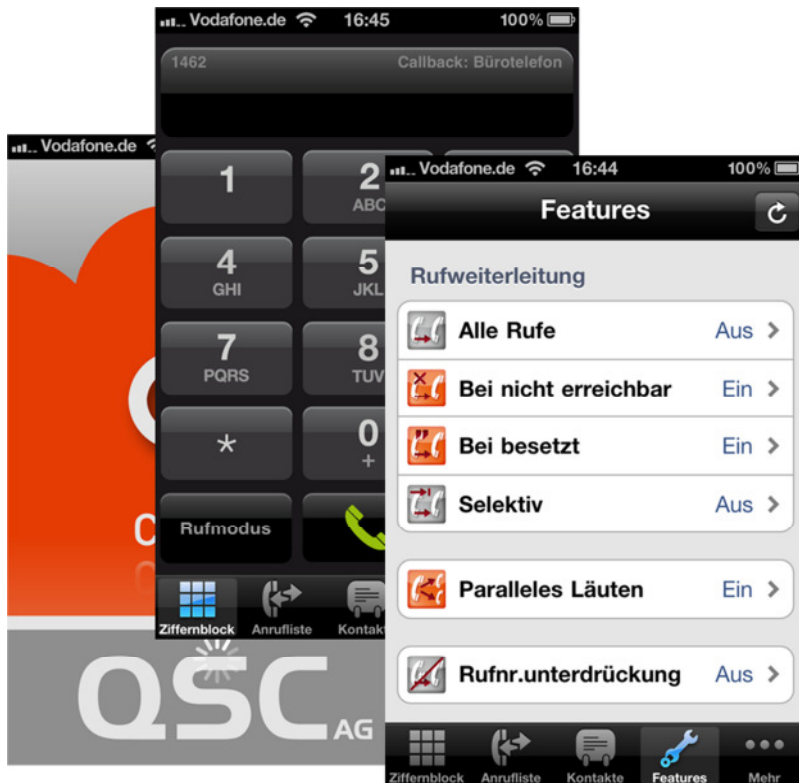 Vodafone.de 16:45 100%
1462 Callback: Bürotelefon
1 2
ABC
4 5
GHI JKL
7 8
PQRS TUV
* 0
+
Rufmodus
Ziffernblock Anrufliste Kontakt
Vodafone.de
C
QSC AG
Vodafone.de 16:44 100%
Features
Rufweiterleitung
Alle Rufe Aus
Bei nicht erreichbar Ein
Bei besetzt Ein
Selektiv Aus
Paralleles Läuten Ein
Rufnr.unterdrückung Aus
Ziffernblock Anrufliste Kontakte Features Mehr